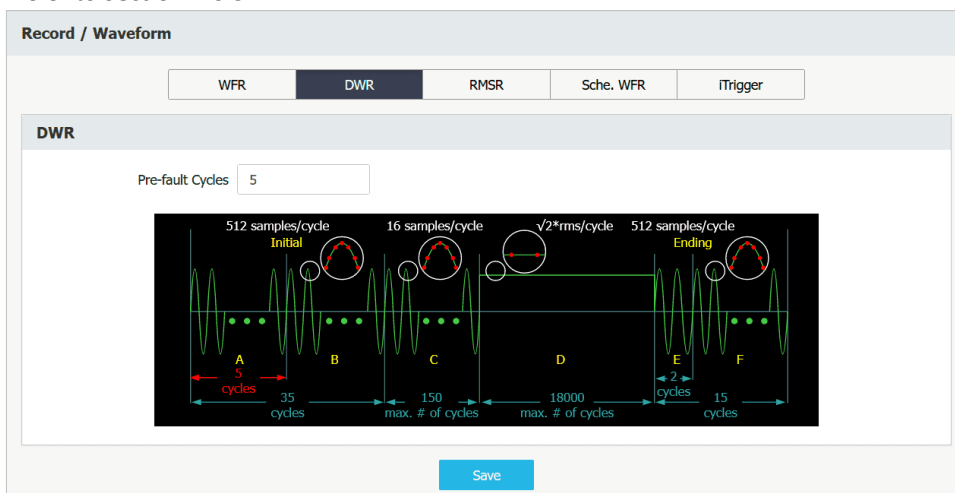 Record / Waveform
WFR DWR RMSR Sche. WFR iTrigger
DWR
Pre-fault Cycles 5
512 samples/cycle 16 samples/cycle √2*rms/cycle 512 samples/cycle
Initial Ending
A B C D E F
5 2
cycles cycles
35 150 18000 15
cycles max. # of cycles max. # of cycles cycles
Save